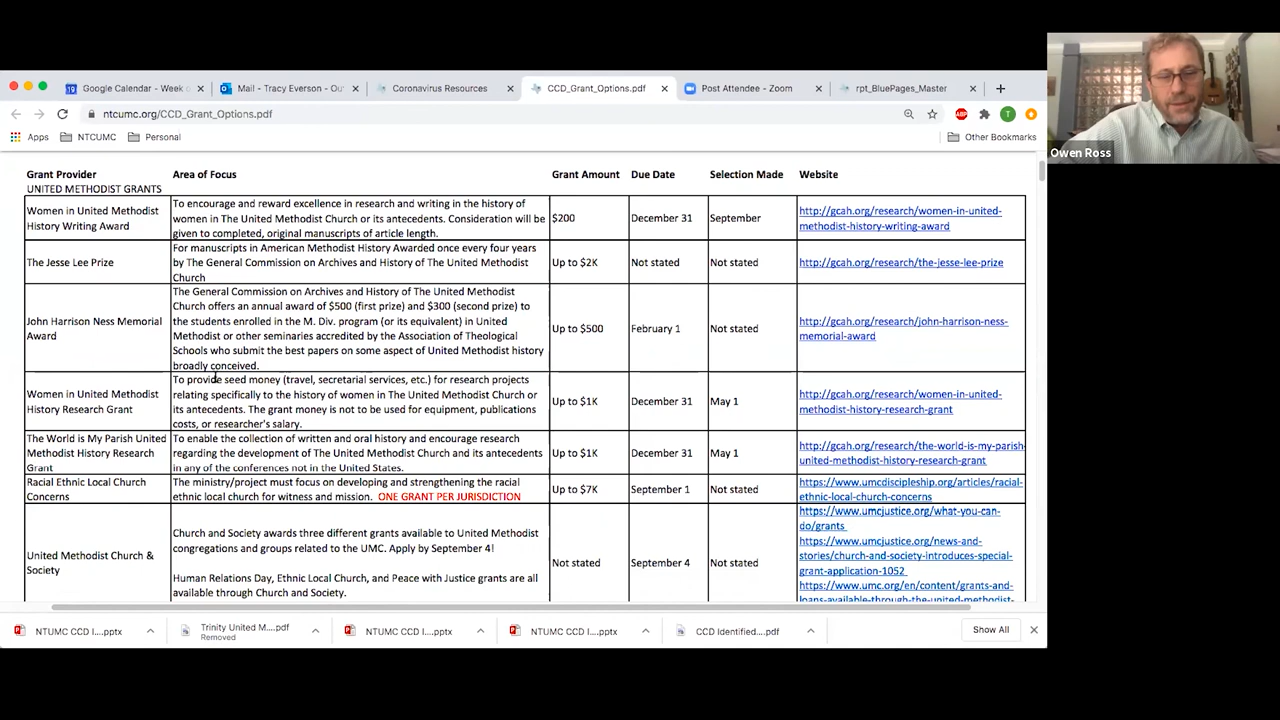 Google Calendar - Week o
Mail - Tracy Everson - Ou
Coronavirus Resources
CCD_Grant_Options.pdf
Post Attendee - Zoom
rpt_BluePages_Master
ntcumc.org/CCD_Grant_Options.pdf
ABP
T
Apps
NTCUMC
Personal
Other Bookmarks
Owen Ross
Grant Provider Area of Focus Grant Amount Due Date Selection Made Website
UNITED METHODIST GRANTS
Women in United Methodist
History Writing Award
To encourage and reward excellence in research and writing in the history of
women in The United Methodist Church or its antecedents. Consideration will be
given to completed, original manuscripts of article length.
$200
December 31
September
http://gcah.org/research/women-in-united-
methodist-history-writing-award
The Jesse Lee Prize
For manuscripts in American Methodist History Awarded once every four years
by The General Commission on Archives and History of The United Methodist
Church
Up to $2K
Not stated
Not stated
http://gcah.org/research/the-jesse-lee-prize
John Harrison Ness Memorial
Award
The General Commission on Archives and History of The United Methodist
Church offers an annual award of $500 (first prize) and $300 (second prize) to
the students enrolled in the M. Div. program (or its equivalent) in United
Methodist or other seminaries accredited by the Association of Theological
Schools who submit the best papers on some aspect of United Methodist history
broadly conceived.
Up to $500
February 1
Not stated
http://gcah.org/research/john-harrison-ness-
memorial-award
Women in United Methodist
History Research Grant
To provide seed money (travel, secretarial services, etc.) for research projects
relating specifically to the history of women in The United Methodist Church or
its antecedents. The grant money is not to be used for equipment, publications
costs, or researcher's salary.
Up to $1K
December 31
May 1
http://gcah.org/research/women-in-united-
methodist-history-research-grant
The World is My Parish United
Methodist History Research
Grant
To enable the collection of written and oral history and encourage research
regarding the development of The United Methodist Church and its antecedents
in any of the conferences not in the United States.
Up to $1K
December 31
May 1
http://gcah.org/research/the-world-is-my-parish-
united-methodist-history-research-grant
Racial Ethnic Local Church
Concerns
The ministry/project must focus on developing and strengthening the racial
ethnic local church for witness and mission. ONE GRANT PER JURISDICTION
Up to $7K
September 1
Not stated
https://www.umcdiscipleship.org/articles/racial-
ethnic-local-church-concerns
United Methodist Church &
Society
Church and Society awards three different grants available to United Methodist
congregations and groups related to the UMC. Apply by September 4!
Human Relations Day, Ethnic Local Church, and Peace with Justice grants are all
available through Church and Society.
Not stated
September 4
Not stated
https://www.umcjustice.org/what-you-can-
do/grants
https://www.umcjustice.org/news-and-
stories/church-and-society-introduces-special-
grant-application-1052
https://www.umc.org/en/content/grants-and-
loans-available-through-the-united-methodist-
NTCUMC CCD I....pptx
Trinity United M....pdf
Removed
NTUMC CCD I....pptx
NTUMC CCD I....pptx
CCD Identified....pdf
Show All